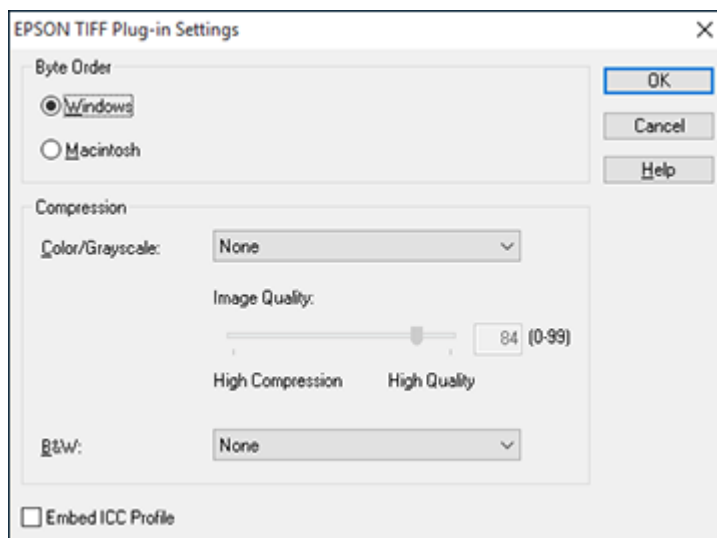 EPSON TIFF Plug-in Settings
Byte Order
Windows
Macintosh
OK
Cancel
Help
Compression
Color/Grayscale: None
Image Quality:
84 (0-99)
High Compression High Quality
B&W: None
Embed ICC Profile